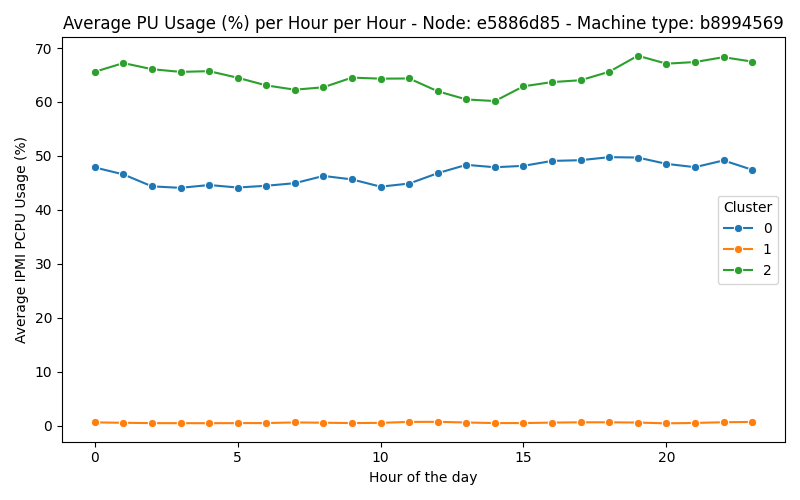 Average PU Usage (%) per Hour per Hour - Node: e5886d85 - Machine type: b8994569
70
60
50
40
30
20
10
0
Average IPMI PCPU Usage (%)
Cluster
0
1
2
0 5 10 15 20
Hour of the day